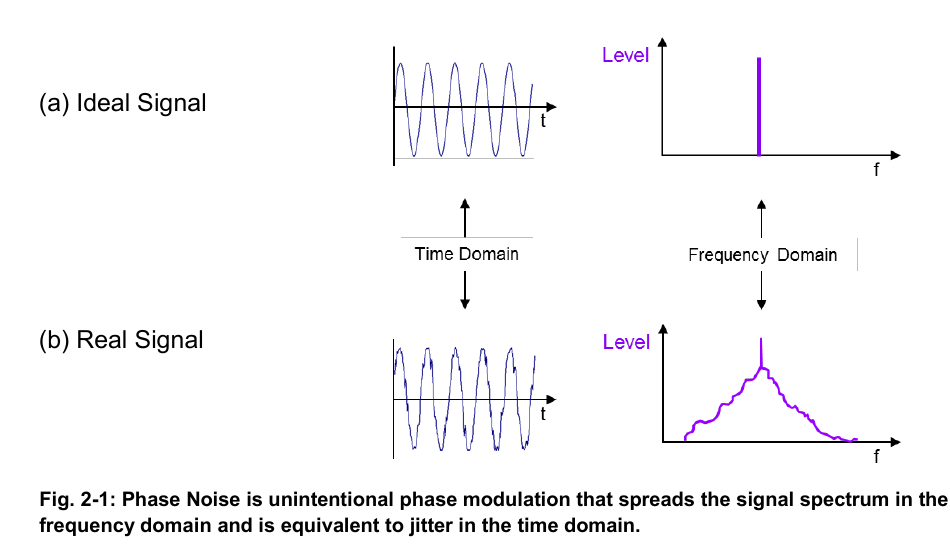 Level
(a) Ideal Signal
t
f
Time Domain
Frequency Domain
(b) Real Signal
Level
t
f
Fig. 2-1: Phase Noise is unintentional phase modulation that spreads the signal spectrum in the
frequency domain and is equivalent to jitter in the time domain.